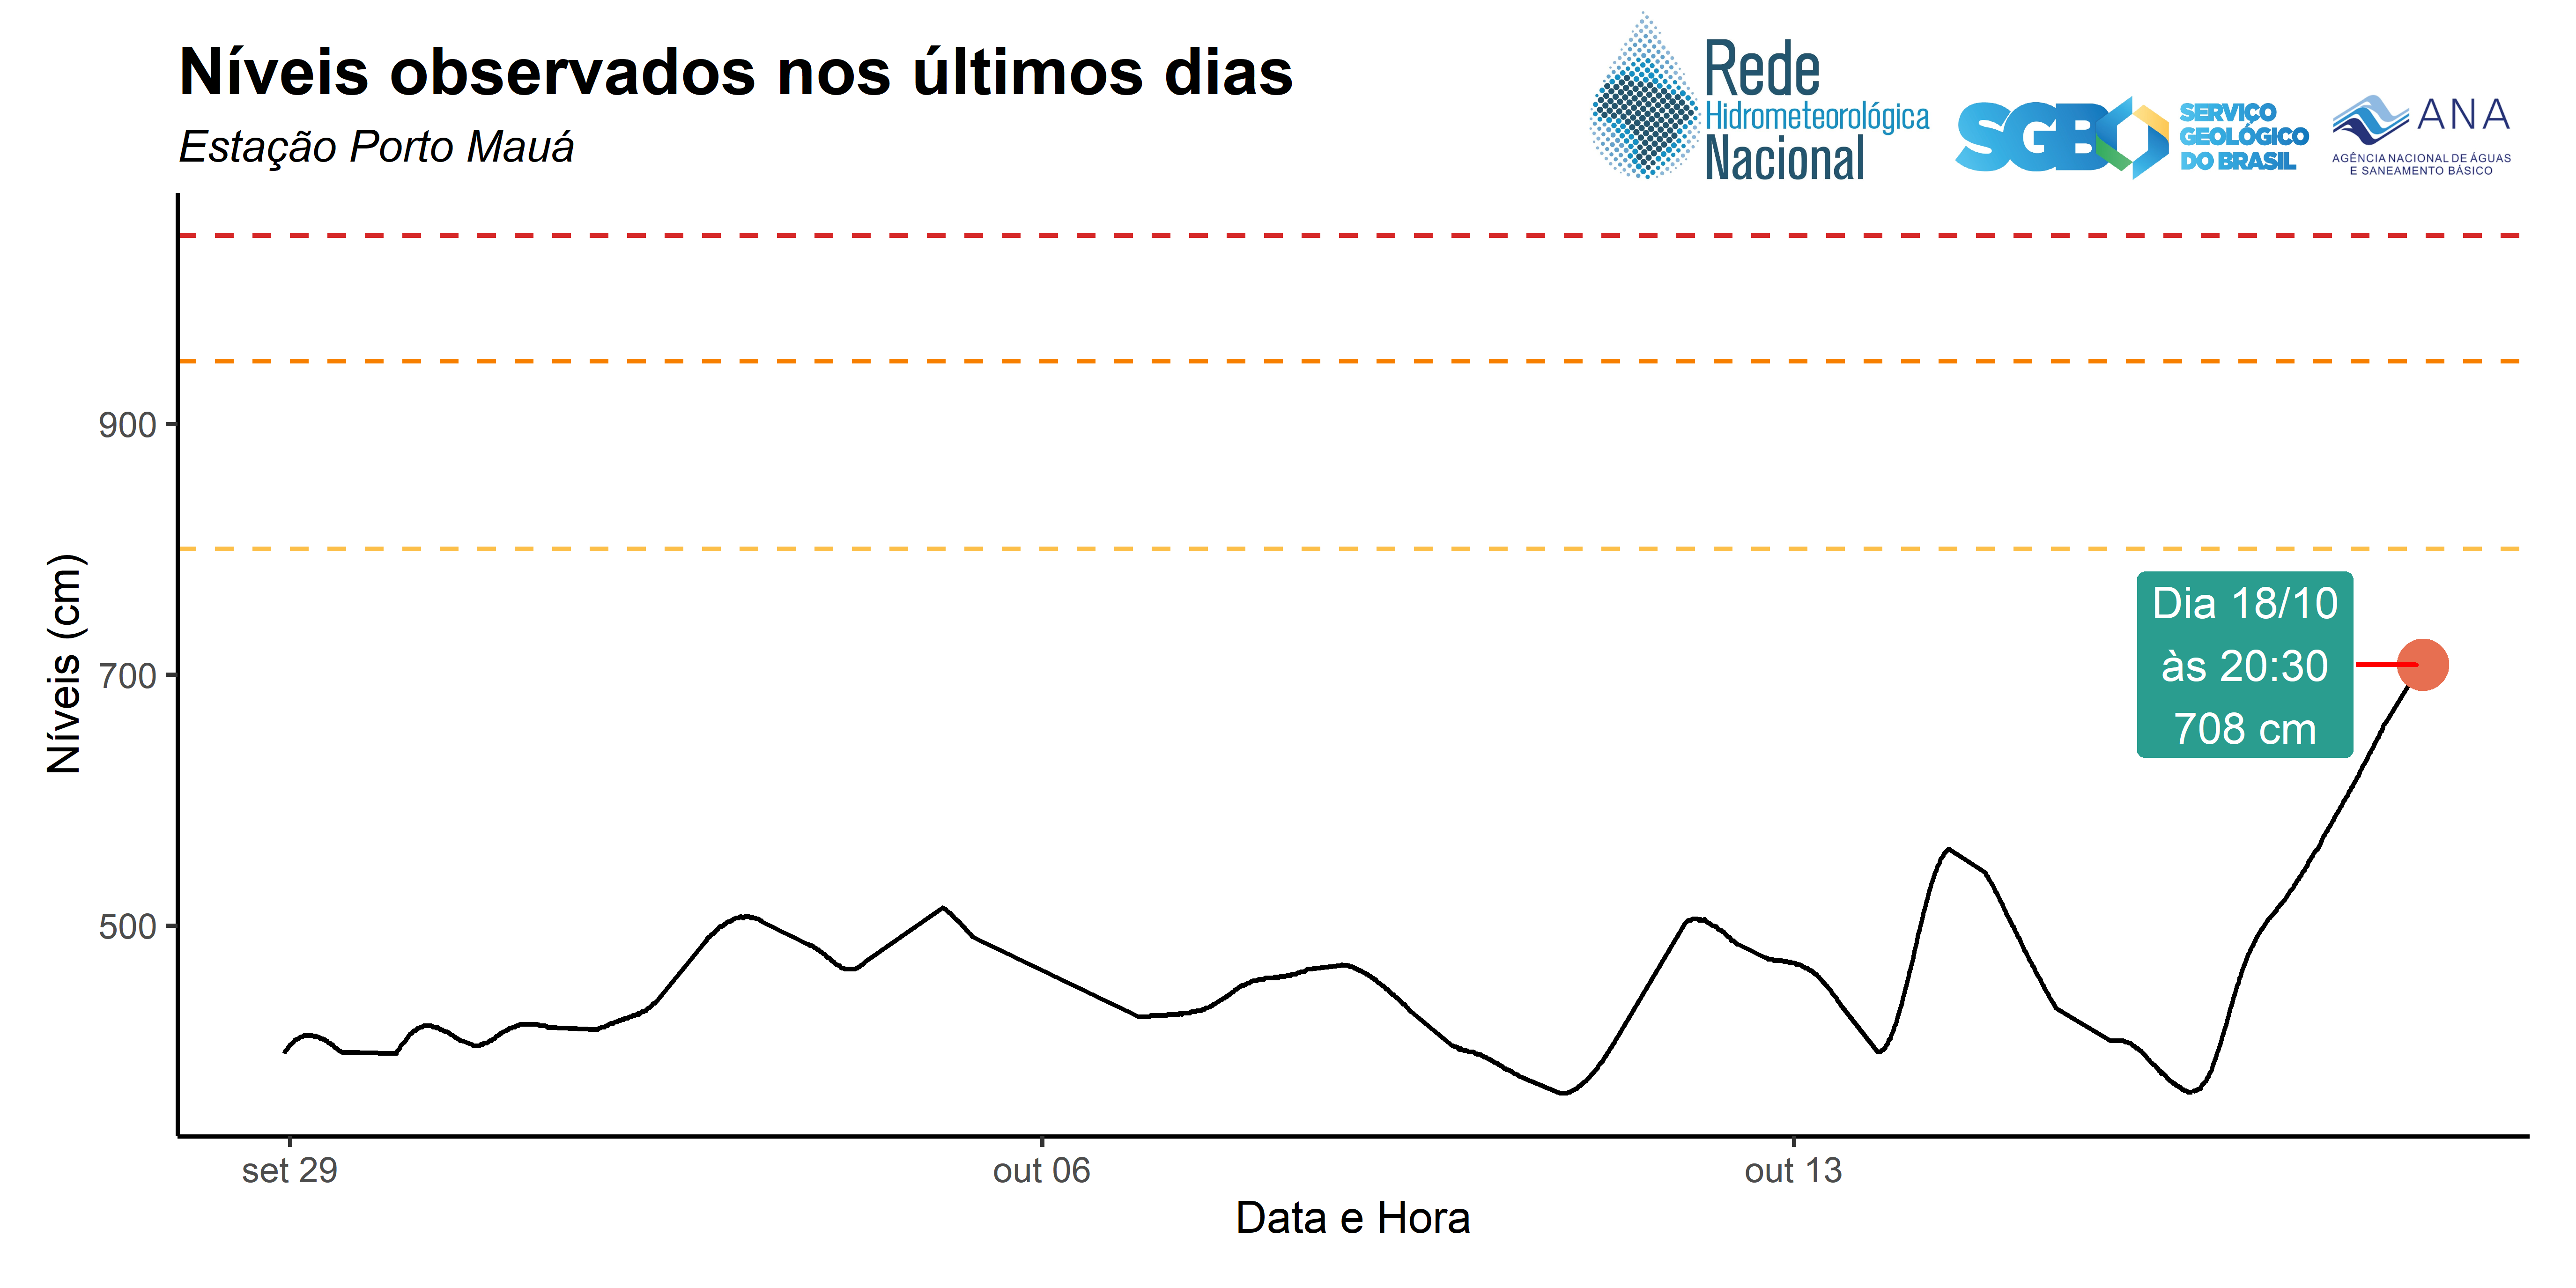 Níveis observados nos últimos dias
Estação Porto Mauá
Rede
Hidrometeorológica
Nacional
SGB
SERVIÇO
GEOLÓGICO
DO BRASIL
ANA
AGÊNCIA NACIONAL DE ÁGUAS
E SANEAMENTO BÁSICO
Níveis (cm)
900
700
500
Dia 18/10
às 20:30
708 cm
set 29
out 06
out 13
Data e Hora